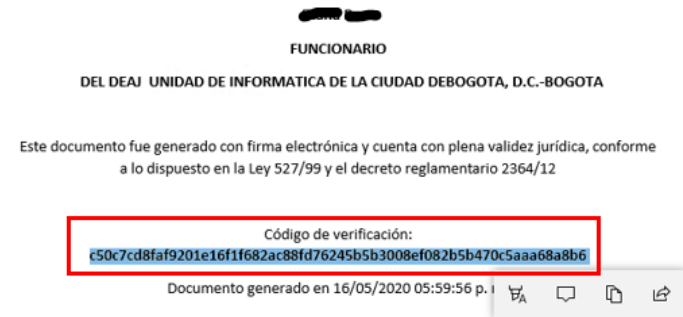 FUNCIONARIO
DEL DEAJ UNIDAD DE INFORMATICA DE LA CIUDAD DEBOGOTA, D.C.-BOGOTA
Este documento fue generado con firma electrónica y cuenta con plena validez jurídica, conforme
a lo dispuesto en la Ley 527/99 y el decreto reglamentario 2364/12
Código de verificación:
c50c7cd8faf9201e16f1f682ac88fd76245b5b3008ef082b5b470c5aaa68a8b6
Documento generado en 16/05/2020 05:59:56 p.